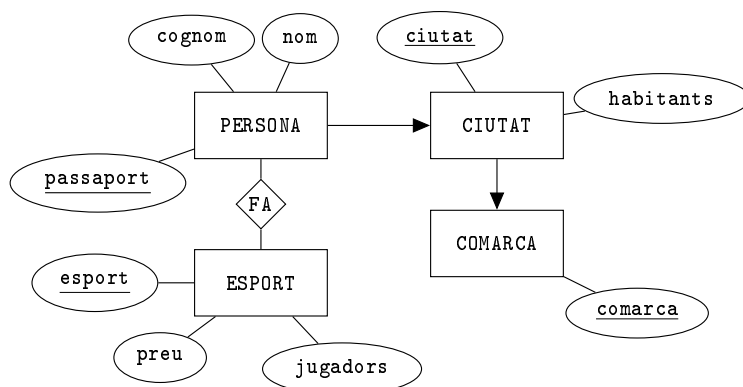 cognom
nom
ciutat
habitants
PERSONA
CIUTAT
passaport
FA
COMARCA
esport
ESPORT
comarca
preu
jugadors